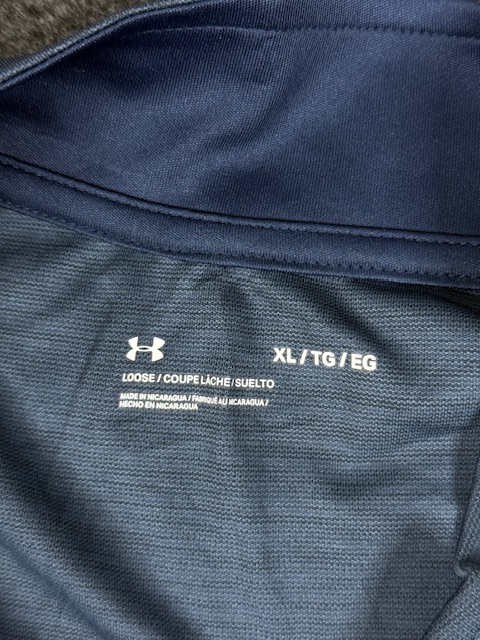 XL / TG / EG
LOOSE / COUPE LÂCHE / SUELTO
MADE IN NICARAGUA / FABRIQUÉ AU NICARAGUA /
HECHO EN NICARAGUA